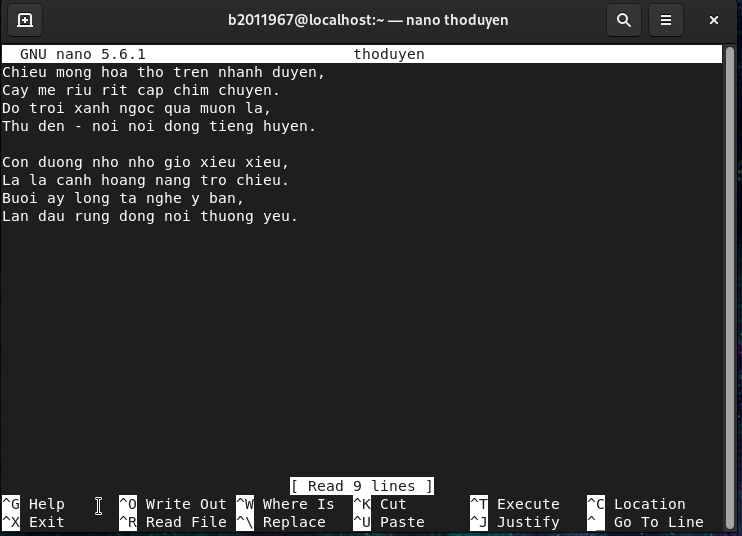 b2011967@localhost:~ — nano thoduyen
GNU nano 5.6.1 thoduyen
Chieu mong hoa tho tren nhanh duyen,
Cay me riu rit cap chim chuyen.
Do troi xanh ngoc qua muon la,
Thu den - noi noi dong tieng huyen.
Con duong nho nho gio xieu xieu,
La la canh hoang nang tro chieu.
Buoi ay long ta nghe y ban,
Lan dau rung dong noi thuong yeu.
[ Read 9 lines ]
^G Help ^O Write Out ^W Where Is ^K Cut ^T Execute ^C Location
^X Exit ^R Read File ^\ Replace ^U Paste ^J Justify ^_ Go To Line